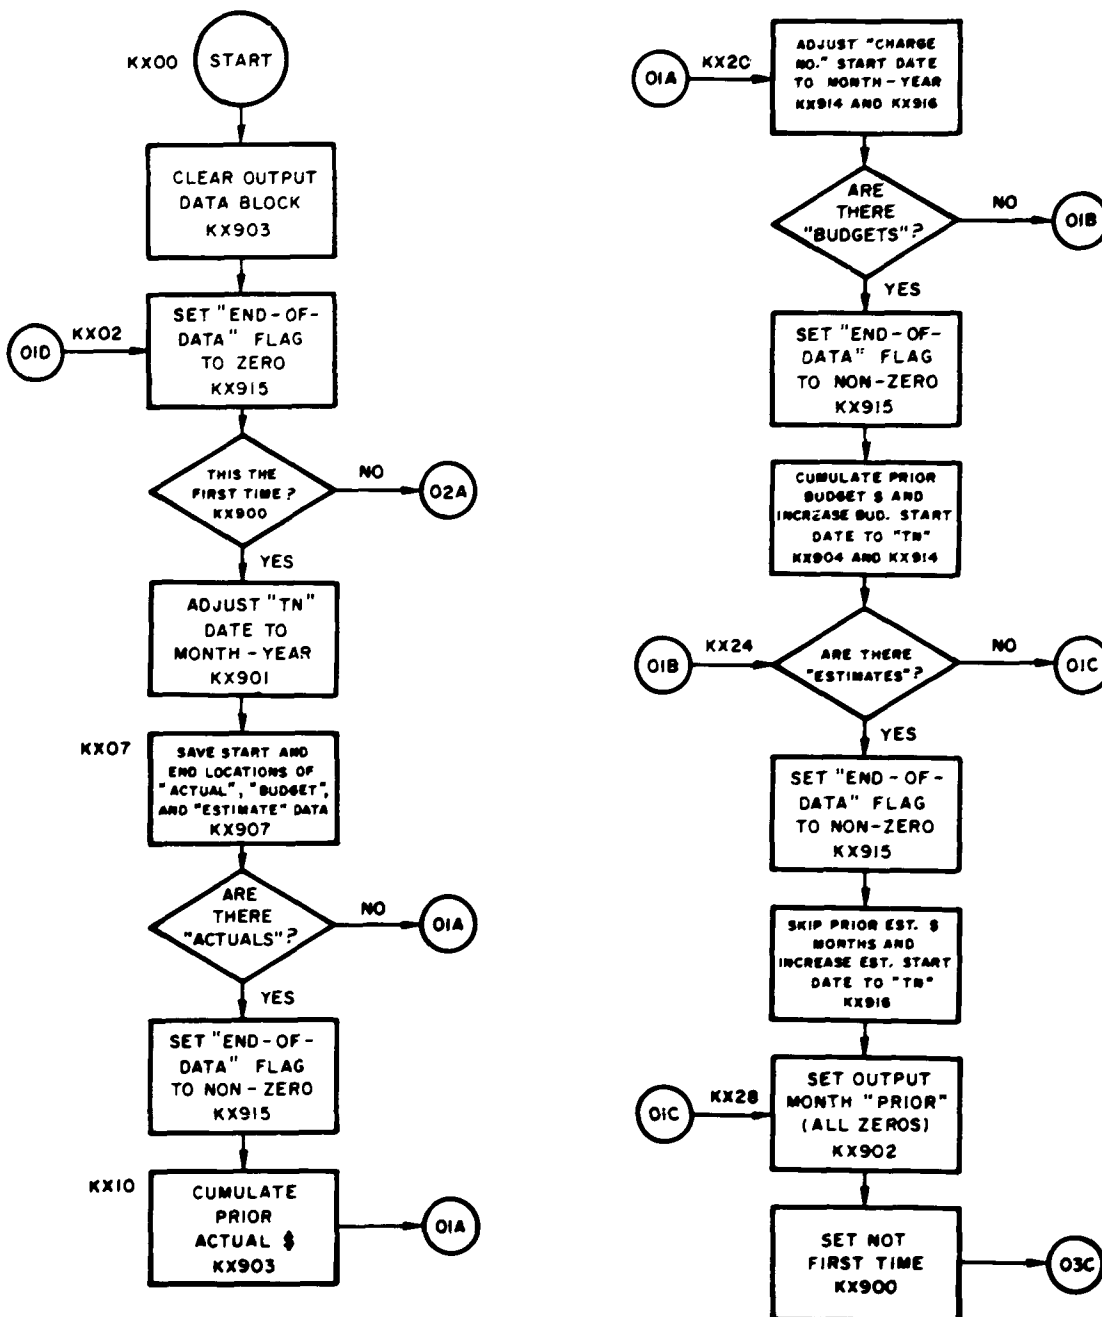 KX00
START
CLEAR OUTPUT
DATA BLOCK
KX903
01D
KX02
SET "END-OF-
DATA" FLAG
TO ZERO
KX915
THIS THE
FIRST TIME?
KX900
NO
02A
YES
ADJUST "TN"
DATE TO
MONTH-YEAR
KX901
KX07
SAVE START AND
END LOCATIONS OF
"ACTUAL", "BUDGET",
AND "ESTIMATE" DATA
KX907
ARE
THERE
"ACTUALS"?
NO
01A
YES
SET "END-OF-
DATA" FLAG
TO NON-ZERO
KX915
KX10
CUMULATE
PRIOR
ACTUAL $
KX903
01A
01A
KX20
ADJUST "CHARGE
NO." START DATE
TO MONTH-YEAR
KX914 AND KX916
ARE
THERE
"BUDGETS"?
NO
01B
YES
SET "END-OF-
DATA" FLAG
TO NON-ZERO
KX915
CUMULATE PRIOR
BUDGET $ AND
INCREASE BUD. START
DATE TO "TN"
KX904 AND KX914
01B
KX24
ARE THERE
"ESTIMATES"?
NO
01C
YES
SET "END-OF-
DATA" FLAG
TO NON-ZERO
KX915
SKIP PRIOR EST. $
MONTHS AND
INCREASE EST. START
DATE TO "TN"
KX916
01C
KX28
SET OUTPUT
MONTH "PRIOR"
(ALL ZEROS)
KX902
SET NOT
FIRST TIME
KX900
03C